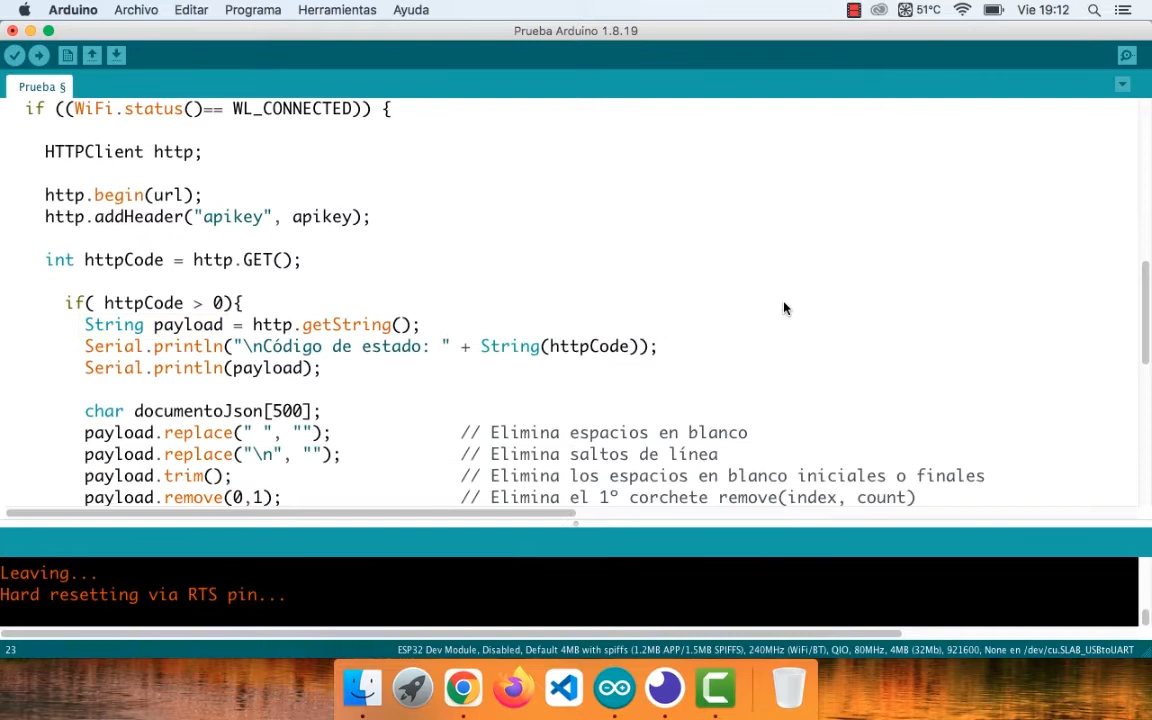 Arduino Archivo Editar Programa Herramientas Ayuda 51°C Vie 19:12
Prueba Arduino 1.8.19
Prueba §
if ((WiFi.status()== WL_CONNECTED)) {
HTTPClient http;
http.begin(url);
http.addHeader("apikey", apikey);
int httpCode = http.GET();
if( httpCode > 0){
String payload = http.getString();
Serial.println("\nCódigo de estado: " + String(httpCode));
Serial.println(payload);
char documentoJson[500];
payload.replace(" ", ""); // Elimina espacios en blanco
payload.replace("\n", ""); // Elimina saltos de línea
payload.trim(); // Elimina los espacios en blanco iniciales o finales
payload.remove(0,1); // Elimina el 1º corchete remove(index, count)
Leaving...
Hard resetting via RTS pin...
23 ESP32 Dev Module, Disabled, Default 4MB with spiffs (1.2MB APP/1.5MB SPIFFS), 240MHz (WiFi/BT), QIO, 80MHz, 4MB (32Mb), 921600, None en /dev/cu.SLAB_USBtoUART